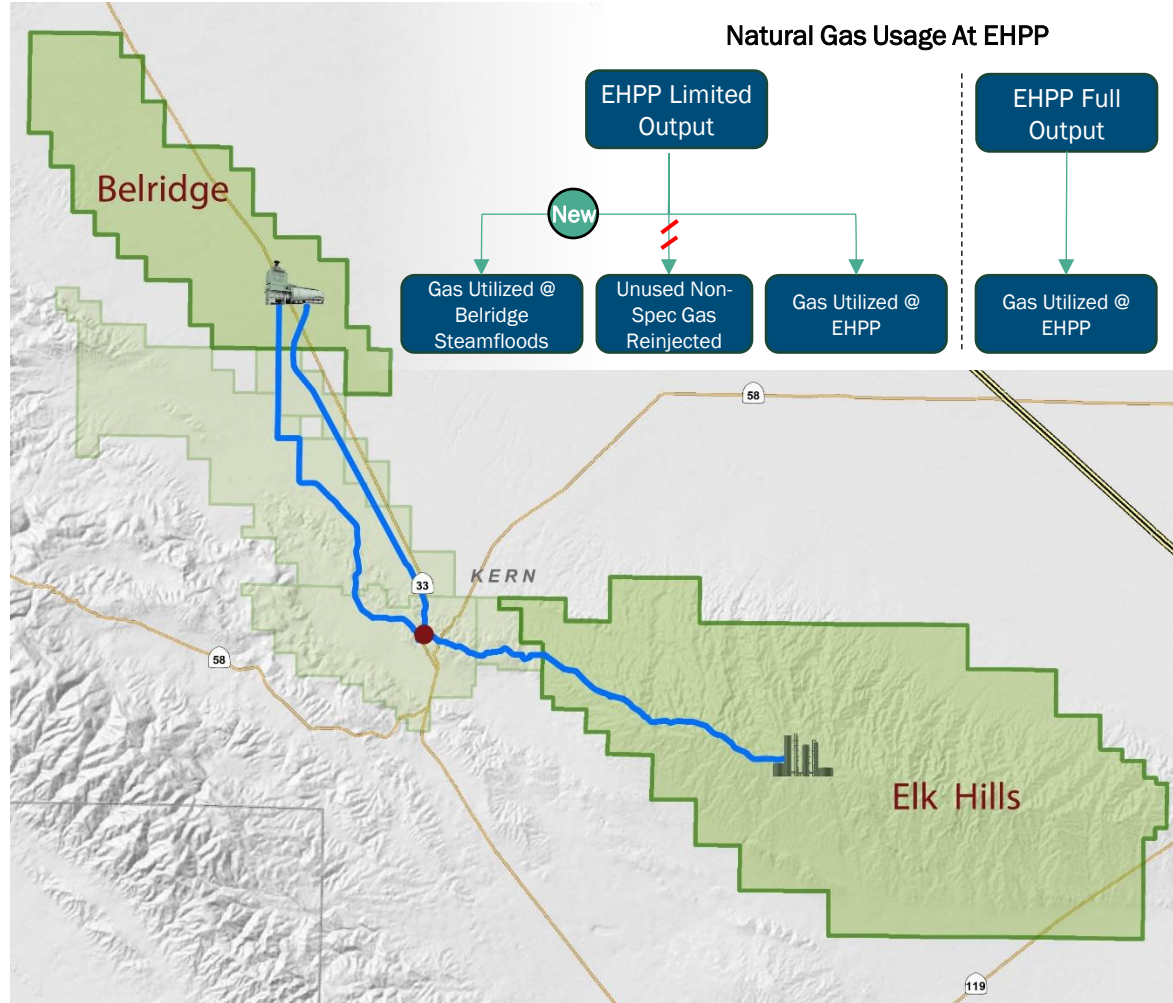 Natural Gas Usage At EHPP
EHPP Limited
Output
EHPP Full
Output
New
Gas Utilized @
Belridge
Steamfloods
Unused Non-
Spec Gas
Reinjected
Gas Utilized @
EHPP
Gas Utilized @
EHPP
Belridge
58
KERN
33
58
Elk Hills
119